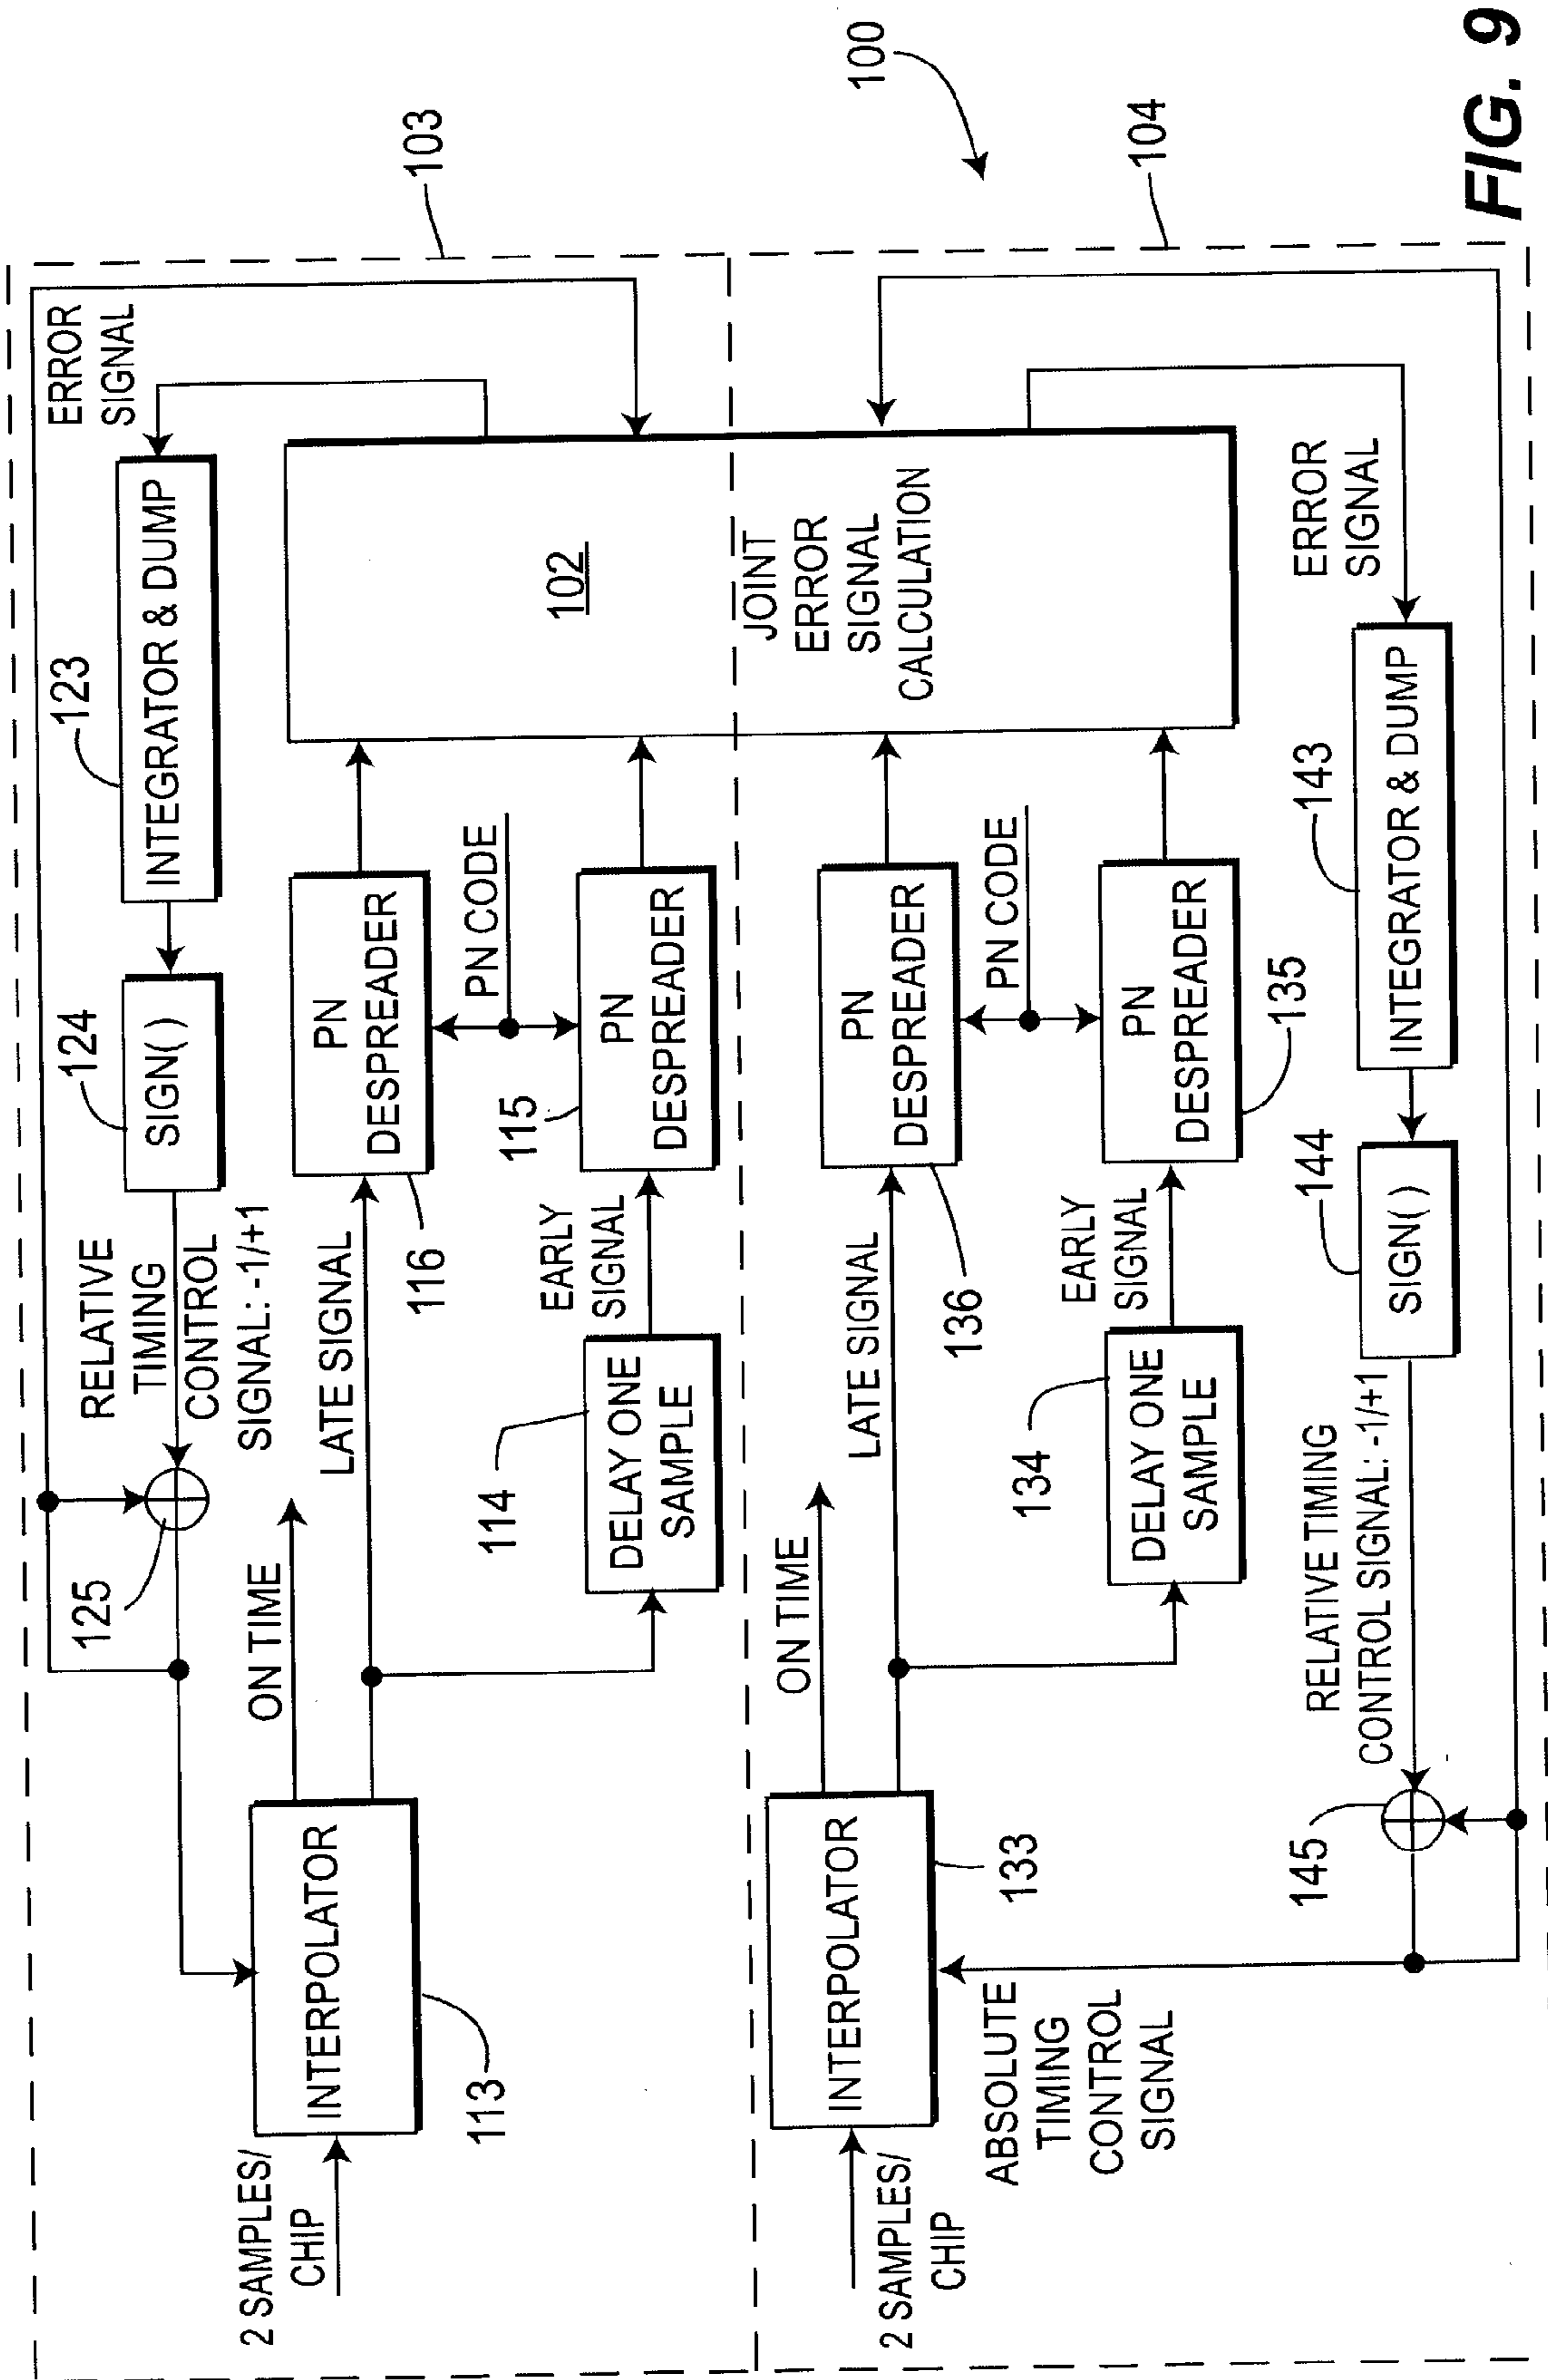 ERROR
SIGNAL
123
INTEGRATOR & DUMP
124
SIGN( )
RELATIVE
TIMING
CONTROL
SIGNAL: -1/+1
125
103
2 SAMPLES/
CHIP
INTERPOLATOR
113
ON TIME
LATE SIGNAL
PN
DESPREADER
116
PN CODE
114
DELAY ONE
SAMPLE
EARLY
SIGNAL
115
PN
DESPREADER
102
JOINT
ERROR
SIGNAL
CALCULATION
100
2 SAMPLES/
CHIP
INTERPOLATOR
133
ON TIME
LATE SIGNAL
PN
DESPREADER
136
PN CODE
134
DELAY ONE
SAMPLE
EARLY
SIGNAL
PN
DESPREADER
135
104
ABSOLUTE
TIMING
CONTROL
SIGNAL
145
RELATIVE TIMING
CONTROL SIGNAL: -1/+1
144
SIGN( )
143
INTEGRATOR & DUMP
ERROR
SIGNAL
FIG. 9